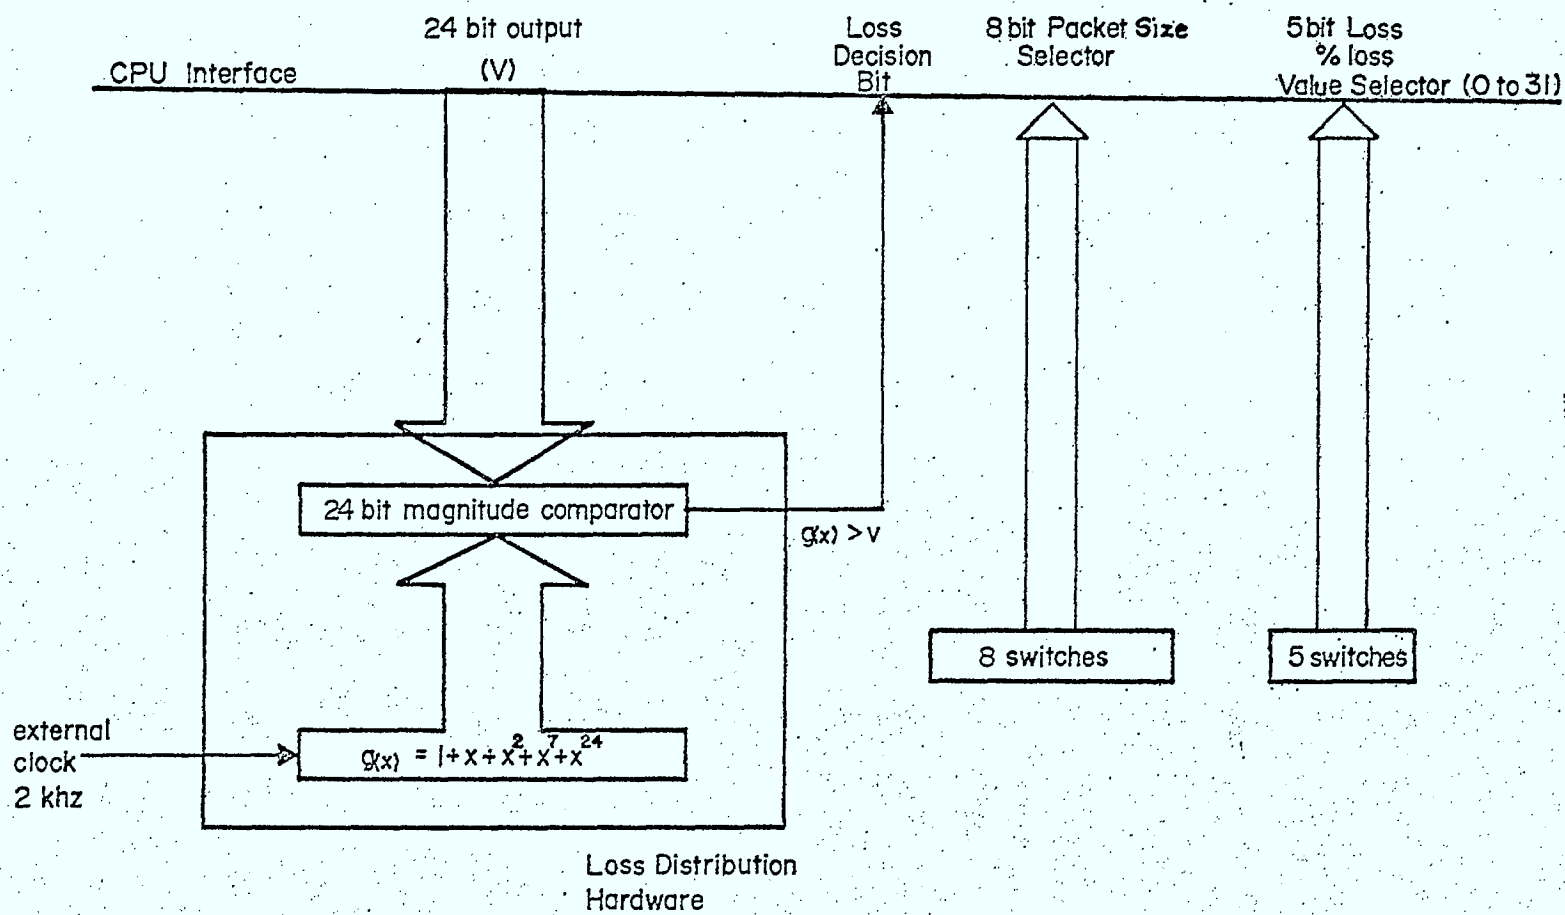 24 bit output
(V)
CPU Interface
Loss
Decision
Bit
8 bit Packet Size
Selector
5 bit Loss
% loss
Value Selector (0 to 31)
24 bit magnitude comparator
g(x) > v
8 switches
5 switches
external
clock
2 khz
g(x) = 1+x+x²+x⁷+x²⁴
Loss Distribution
Hardware